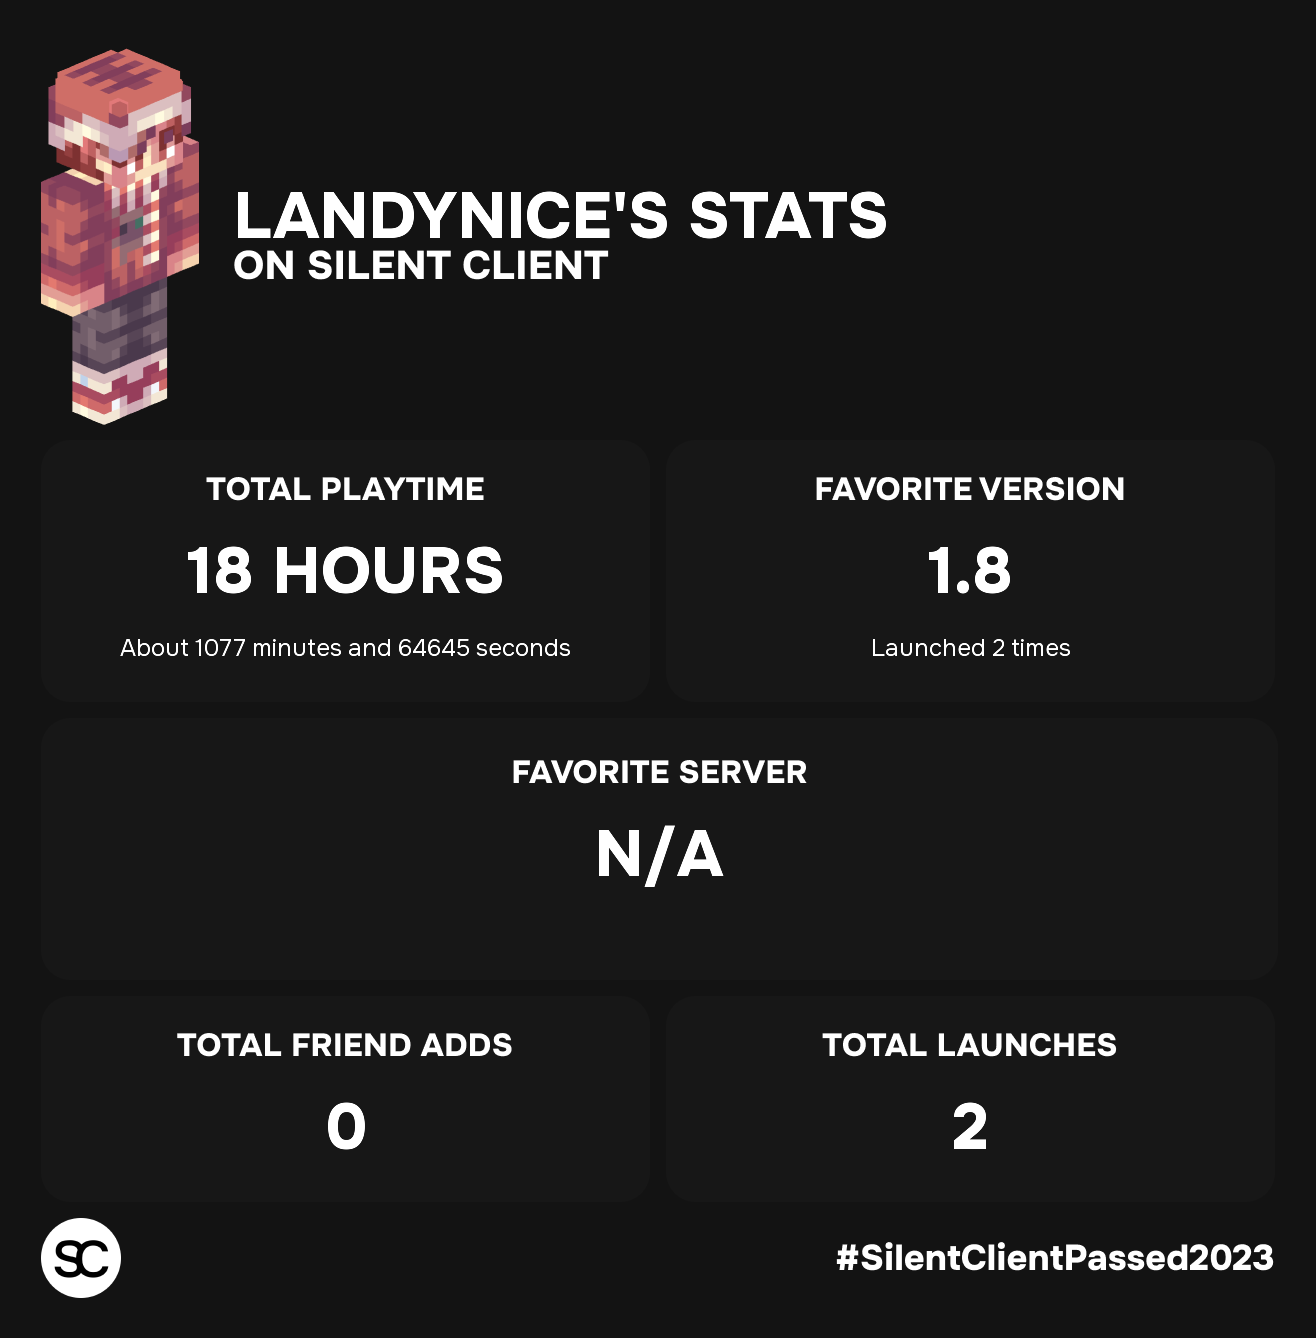 LANDYNICE'S STATS
ON SILENT CLIENT
TOTAL PLAYTIME
18 HOURS
About 1077 minutes and 64645 seconds
FAVORITE VERSION
1.8
Launched 2 times
FAVORITE SERVER
N/A
TOTAL FRIEND ADDS
0
TOTAL LAUNCHES
2
SC
#SilentClientPassed2023